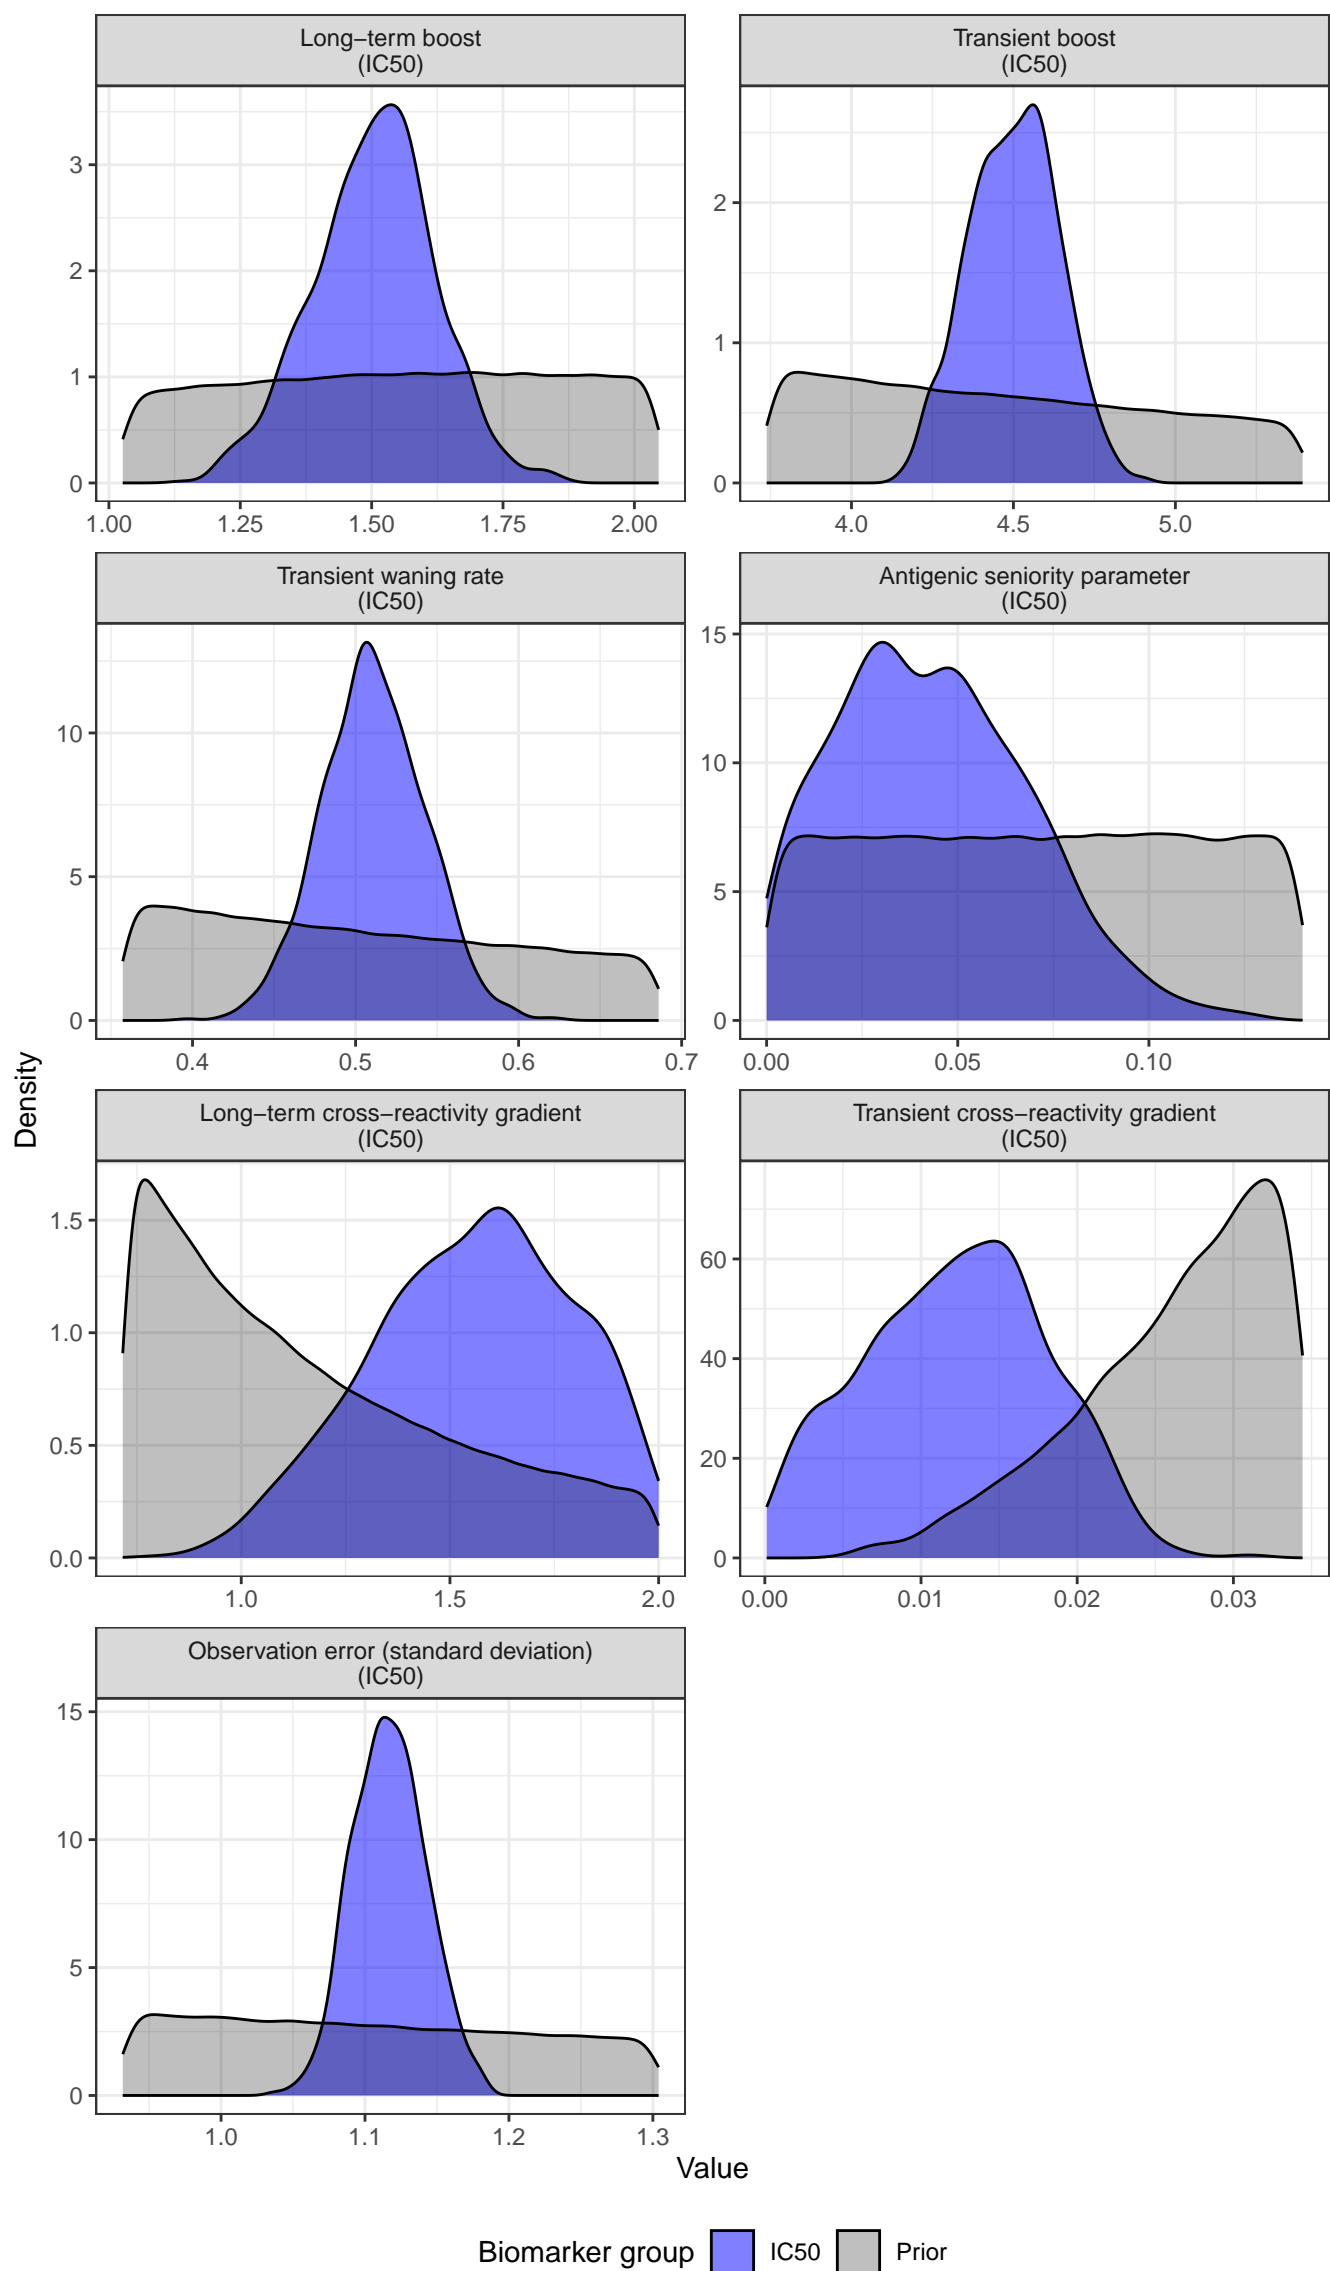 Long−term boost
(IC50)
Transient boost
(IC50)
3
2
1
0
1.00 1.25 1.50 1.75 2.00
2
1
0
4.0 4.5 5.0
Transient waning rate
(IC50)
Antigenic seniority parameter
(IC50)
10
5
0
0.4 0.5 0.6 0.7
15
10
5
0
0.00 0.05 0.10
Density
Long−term cross−reactivity gradient
(IC50)
Transient cross−reactivity gradient
(IC50)
1.5
1.0
0.5
0.0
1.0 1.5 2.0
60
40
20
0
0.00 0.01 0.02 0.03
Observation error (standard deviation)
(IC50)
15
10
5
0
1.0 1.1 1.2 1.3
Value
Biomarker group IC50 Prior